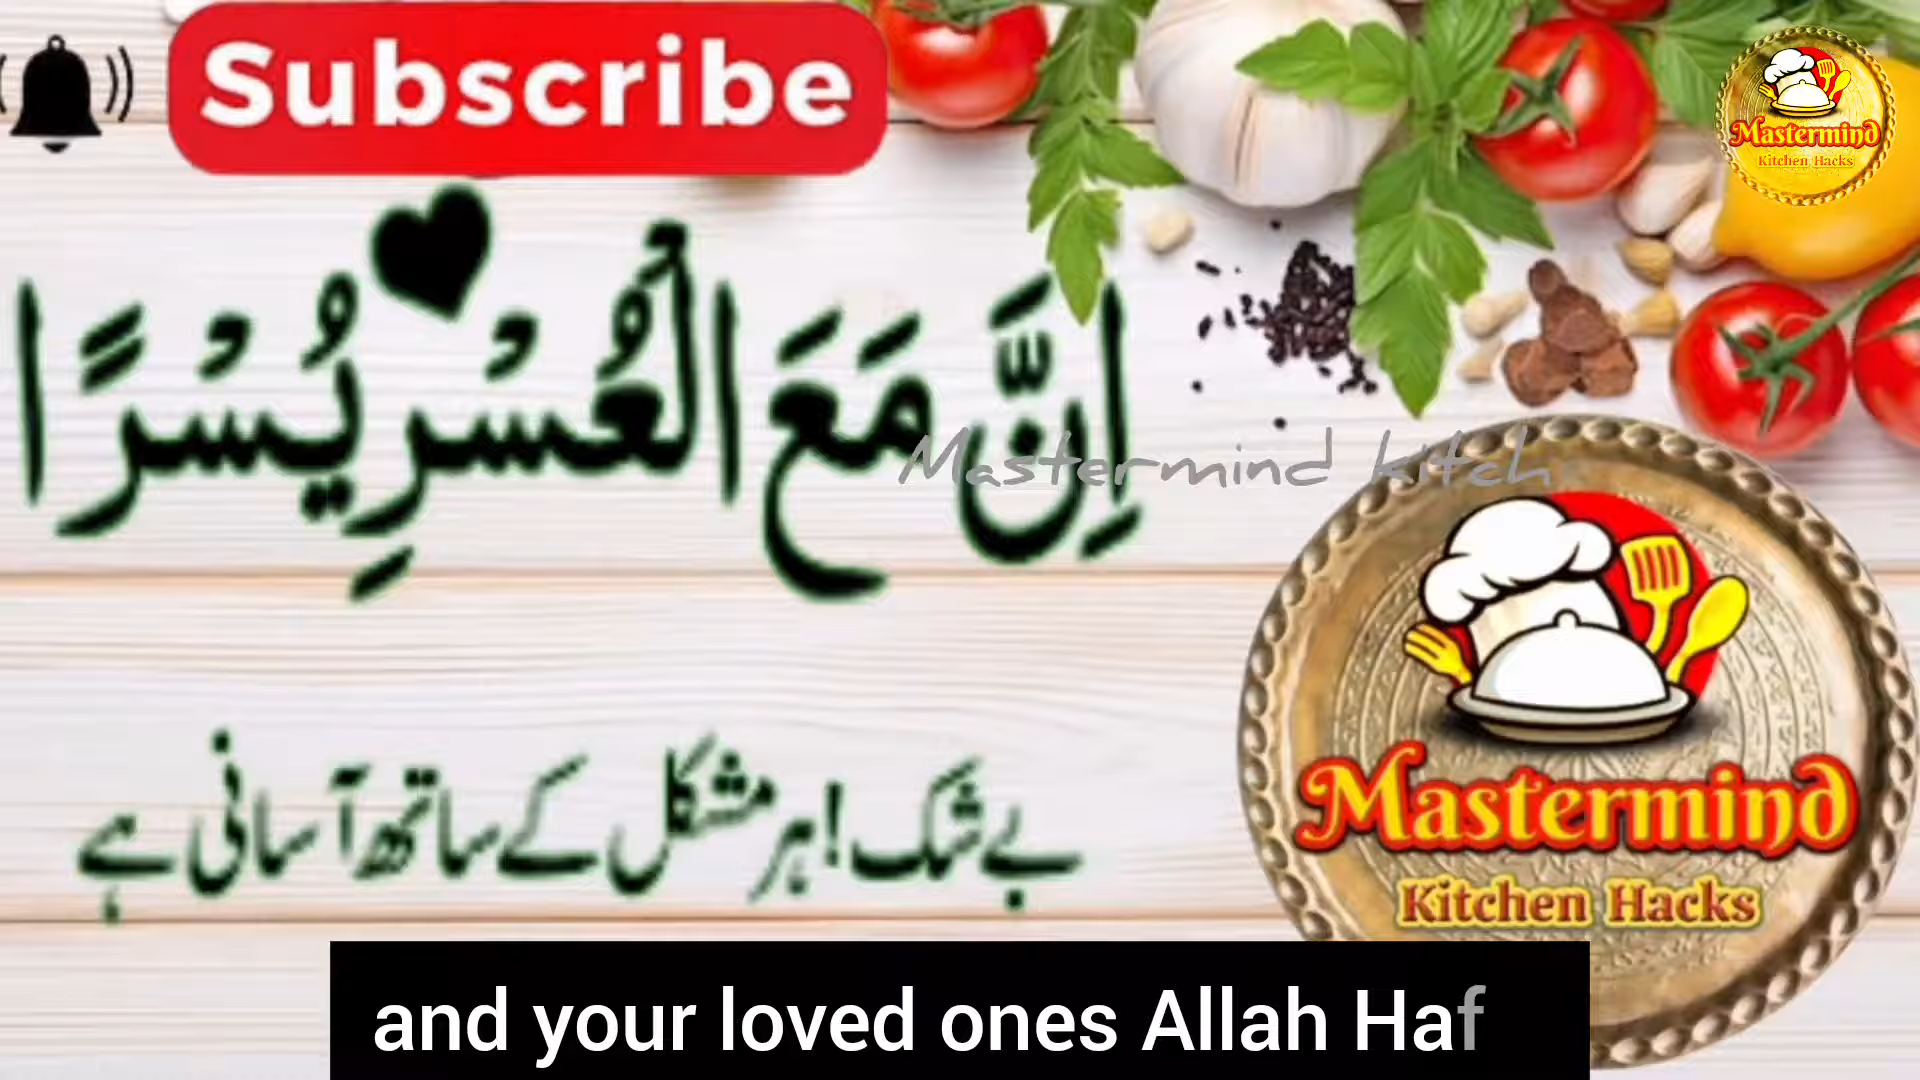 Subscribe
Mastermind
Kitchen Hacks
اِنَّ مَعَ الْعُسْرِ يُسْرًا
Mastermind kitch
بے شک! ہر مشکل کے ساتھ آسانی ہے
Mastermind
Kitchen Hacks
and your loved ones Allah Haf